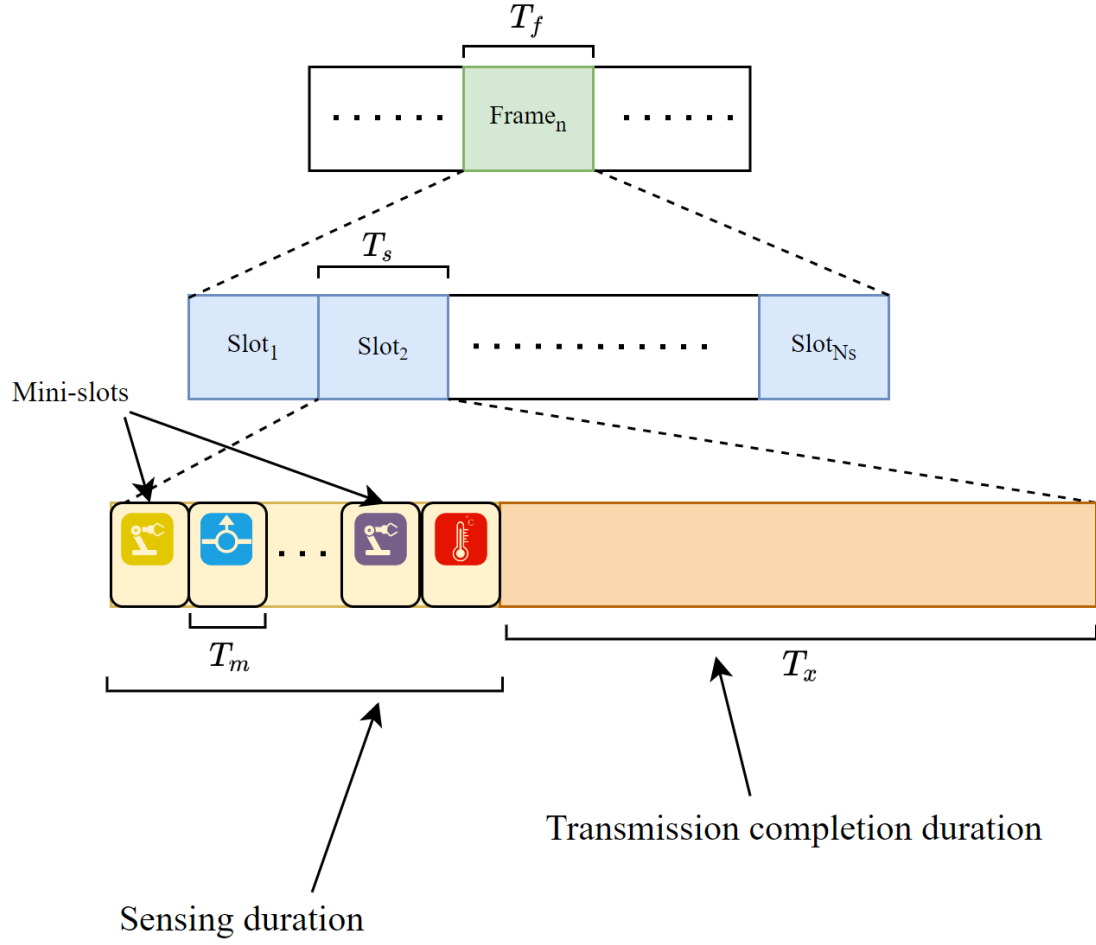 T_f
. . . . . . Frame_n . . . . . .
T_s
Slot_1 Slot_2 . . . . . . . . . . . . . Slot_Ns
Mini-slots
°C
. . .
T_m
T_x
Transmission completion duration
Sensing duration